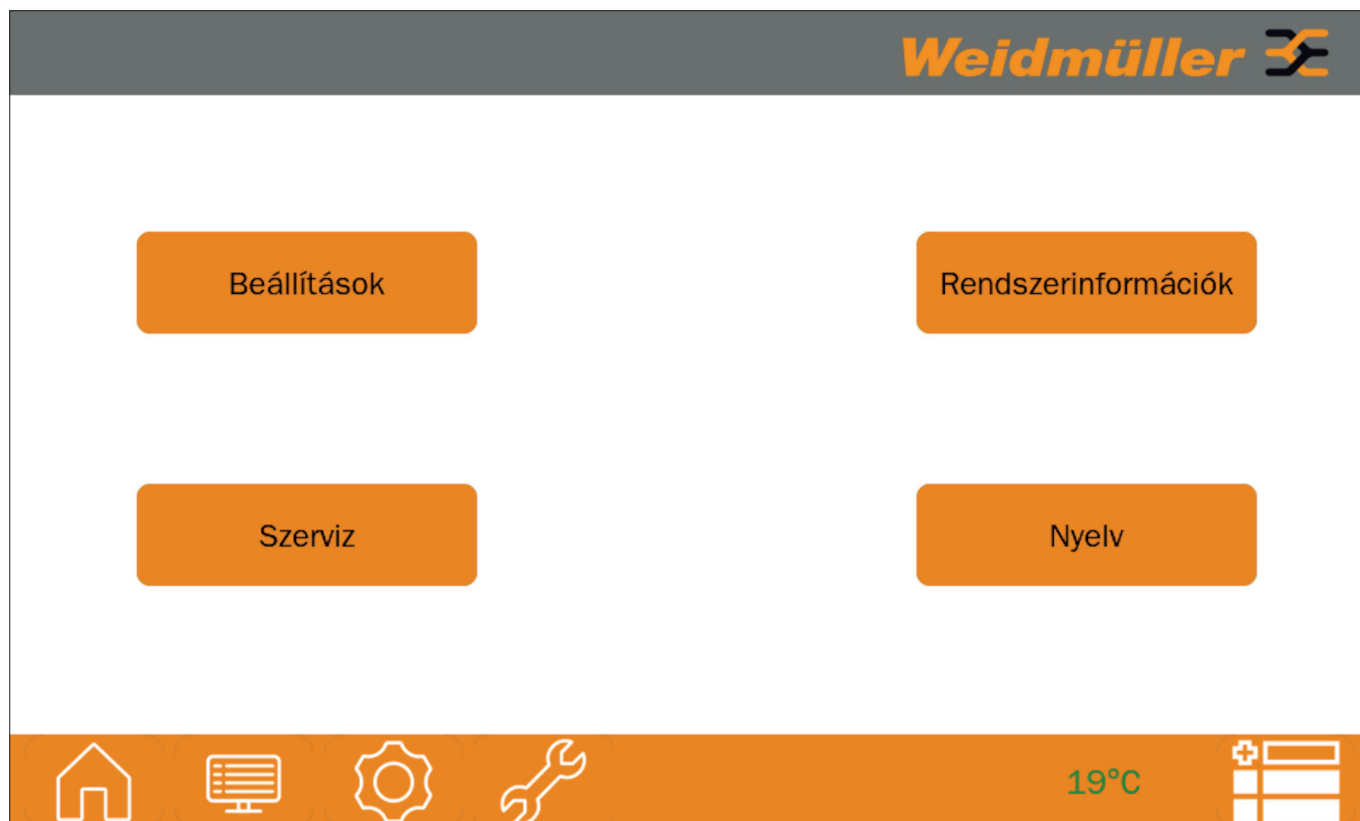 Weidmüller
Beállítások
Rendszerinformációk
Szerviz
Nyelv
19°C